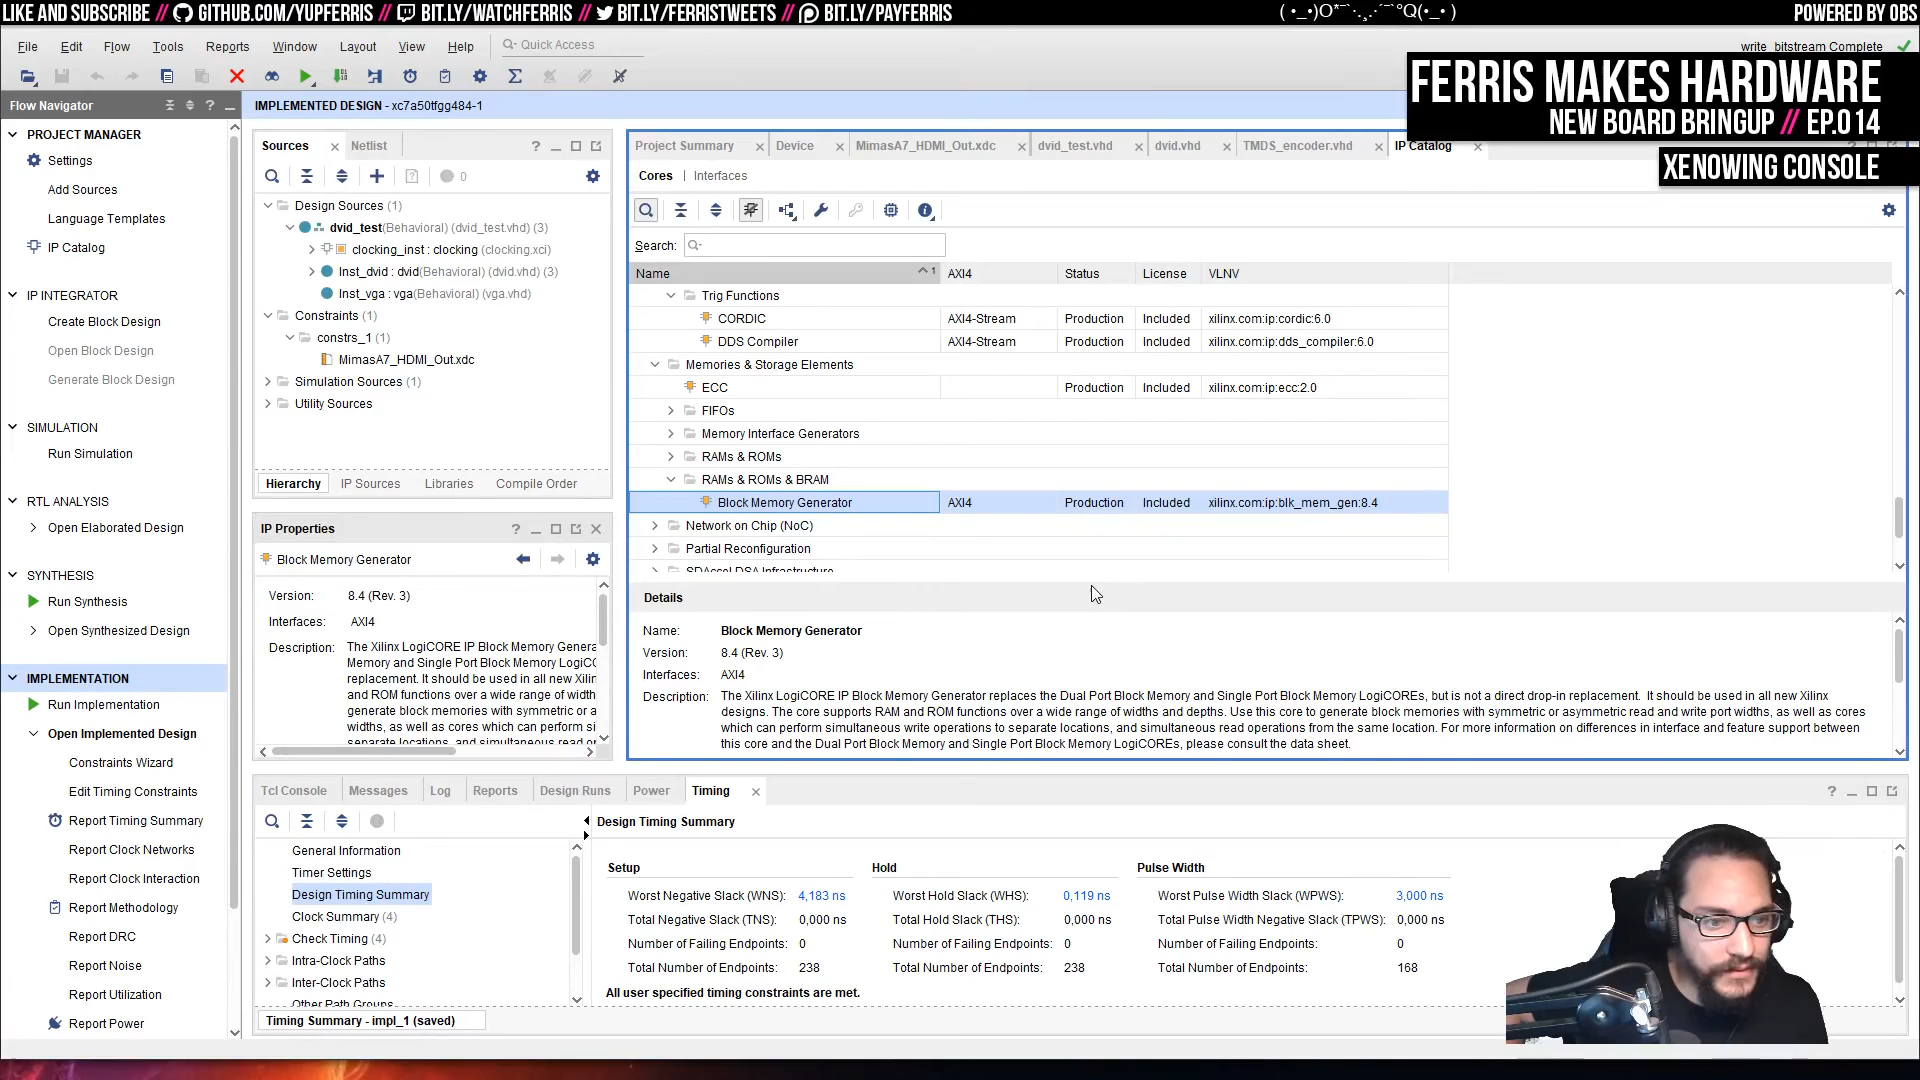 LIKE AND SUBSCRIBE // GITHUB.COM/YUPFERRIS // BIT.LY/WATCHFERRIS // BIT.LY/FERRISTWEETS // BIT.LY/PAYFERRIS
POWERED BY OBS
File Edit Flow Tools Reports Window Layout View Help Quick Access
write_bitstream Complete
FERRIS MAKES HARDWARE
NEW BOARD BRINGUP // EP.014
XENOWING CONSOLE
Flow Navigator
IMPLEMENTED DESIGN - xc7a50tfgg484-1
PROJECT MANAGER
Settings
Add Sources
Language Templates
IP Catalog
IP INTEGRATOR
Create Block Design
Open Block Design
Generate Block Design
SIMULATION
Run Simulation
RTL ANALYSIS
Open Elaborated Design
SYNTHESIS
Run Synthesis
Open Synthesized Design
IMPLEMENTATION
Run Implementation
Open Implemented Design
Constraints Wizard
Edit Timing Constraints
Report Timing Summary
Report Clock Networks
Report Clock Interaction
Report Methodology
Report DRC
Report Noise
Report Utilization
Report Power
Sources Netlist
0
Design Sources (1)
dvid_test(Behavioral) (dvid_test.vhd) (3)
clocking_inst : clocking (clocking.xci)
Inst_dvid : dvid(Behavioral) (dvid.vhd) (3)
Inst_vga : vga(Behavioral) (vga.vhd)
Constraints (1)
constrs_1 (1)
MimasA7_HDMI_Out.xdc
Simulation Sources (1)
Utility Sources
Hierarchy IP Sources Libraries Compile Order
IP Properties
Block Memory Generator
Version: 8.4 (Rev. 3)
Interfaces: AXI4
Description: The Xilinx LogiCORE IP Block Memory Genera
Memory and Single Port Block Memory LogiCO
replacement. It should be used in all new Xilin
and ROM functions over a wide range of width
generate block memories with symmetric or a
widths, as well as cores which can perform si
separate locations, and simultaneous read o
Project Summary Device MimasA7_HDMI_Out.xdc dvid_test.vhd dvid.vhd TMDS_encoder.vhd IP Catalog
Cores | Interfaces
Search:
Name 1 AXI4 Status License VLNV
Trig Functions
CORDIC AXI4-Stream Production Included xilinx.com:ip:cordic:6.0
DDS Compiler AXI4-Stream Production Included xilinx.com:ip:dds_compiler:6.0
Memories & Storage Elements
ECC Production Included xilinx.com:ip:ecc:2.0
FIFOs
Memory Interface Generators
RAMs & ROMs
RAMs & ROMs & BRAM
Block Memory Generator AXI4 Production Included xilinx.com:ip:blk_mem_gen:8.4
Network on Chip (NoC)
Partial Reconfiguration
SDAccel DSA Infrastructure
Details
Name: Block Memory Generator
Version: 8.4 (Rev. 3)
Interfaces: AXI4
Description: The Xilinx LogiCORE IP Block Memory Generator replaces the Dual Port Block Memory and Single Port Block Memory LogiCOREs, but is not a direct drop-in replacement. It should be used in all new Xilinx
designs. The core supports RAM and ROM functions over a wide range of widths and depths. Use this core to generate block memories with symmetric or asymmetric read and write port widths, as well as cores
which can perform simultaneous write operations to separate locations, and simultaneous read operations from the same location. For more information on differences in interface and feature support between
this core and the Dual Port Block Memory and Single Port Block Memory LogiCOREs, please consult the data sheet.
Tcl Console Messages Log Reports Design Runs Power Timing
General Information
Timer Settings
Design Timing Summary
Clock Summary (4)
Check Timing (4)
Intra-Clock Paths
Inter-Clock Paths
Other Path Groups
Timing Summary - impl_1 (saved)
Design Timing Summary
Setup Hold Pulse Width
Worst Negative Slack (WNS): 4,183 ns Worst Hold Slack (WHS): 0,119 ns Worst Pulse Width Slack (WPWS): 3,000 ns
Total Negative Slack (TNS): 0,000 ns Total Hold Slack (THS): 0,000 ns Total Pulse Width Negative Slack (TPWS): 0,000 ns
Number of Failing Endpoints: 0 Number of Failing Endpoints: 0 Number of Failing Endpoints: 0
Total Number of Endpoints: 238 Total Number of Endpoints: 238 Total Number of Endpoints: 168
All user specified timing constraints are met.